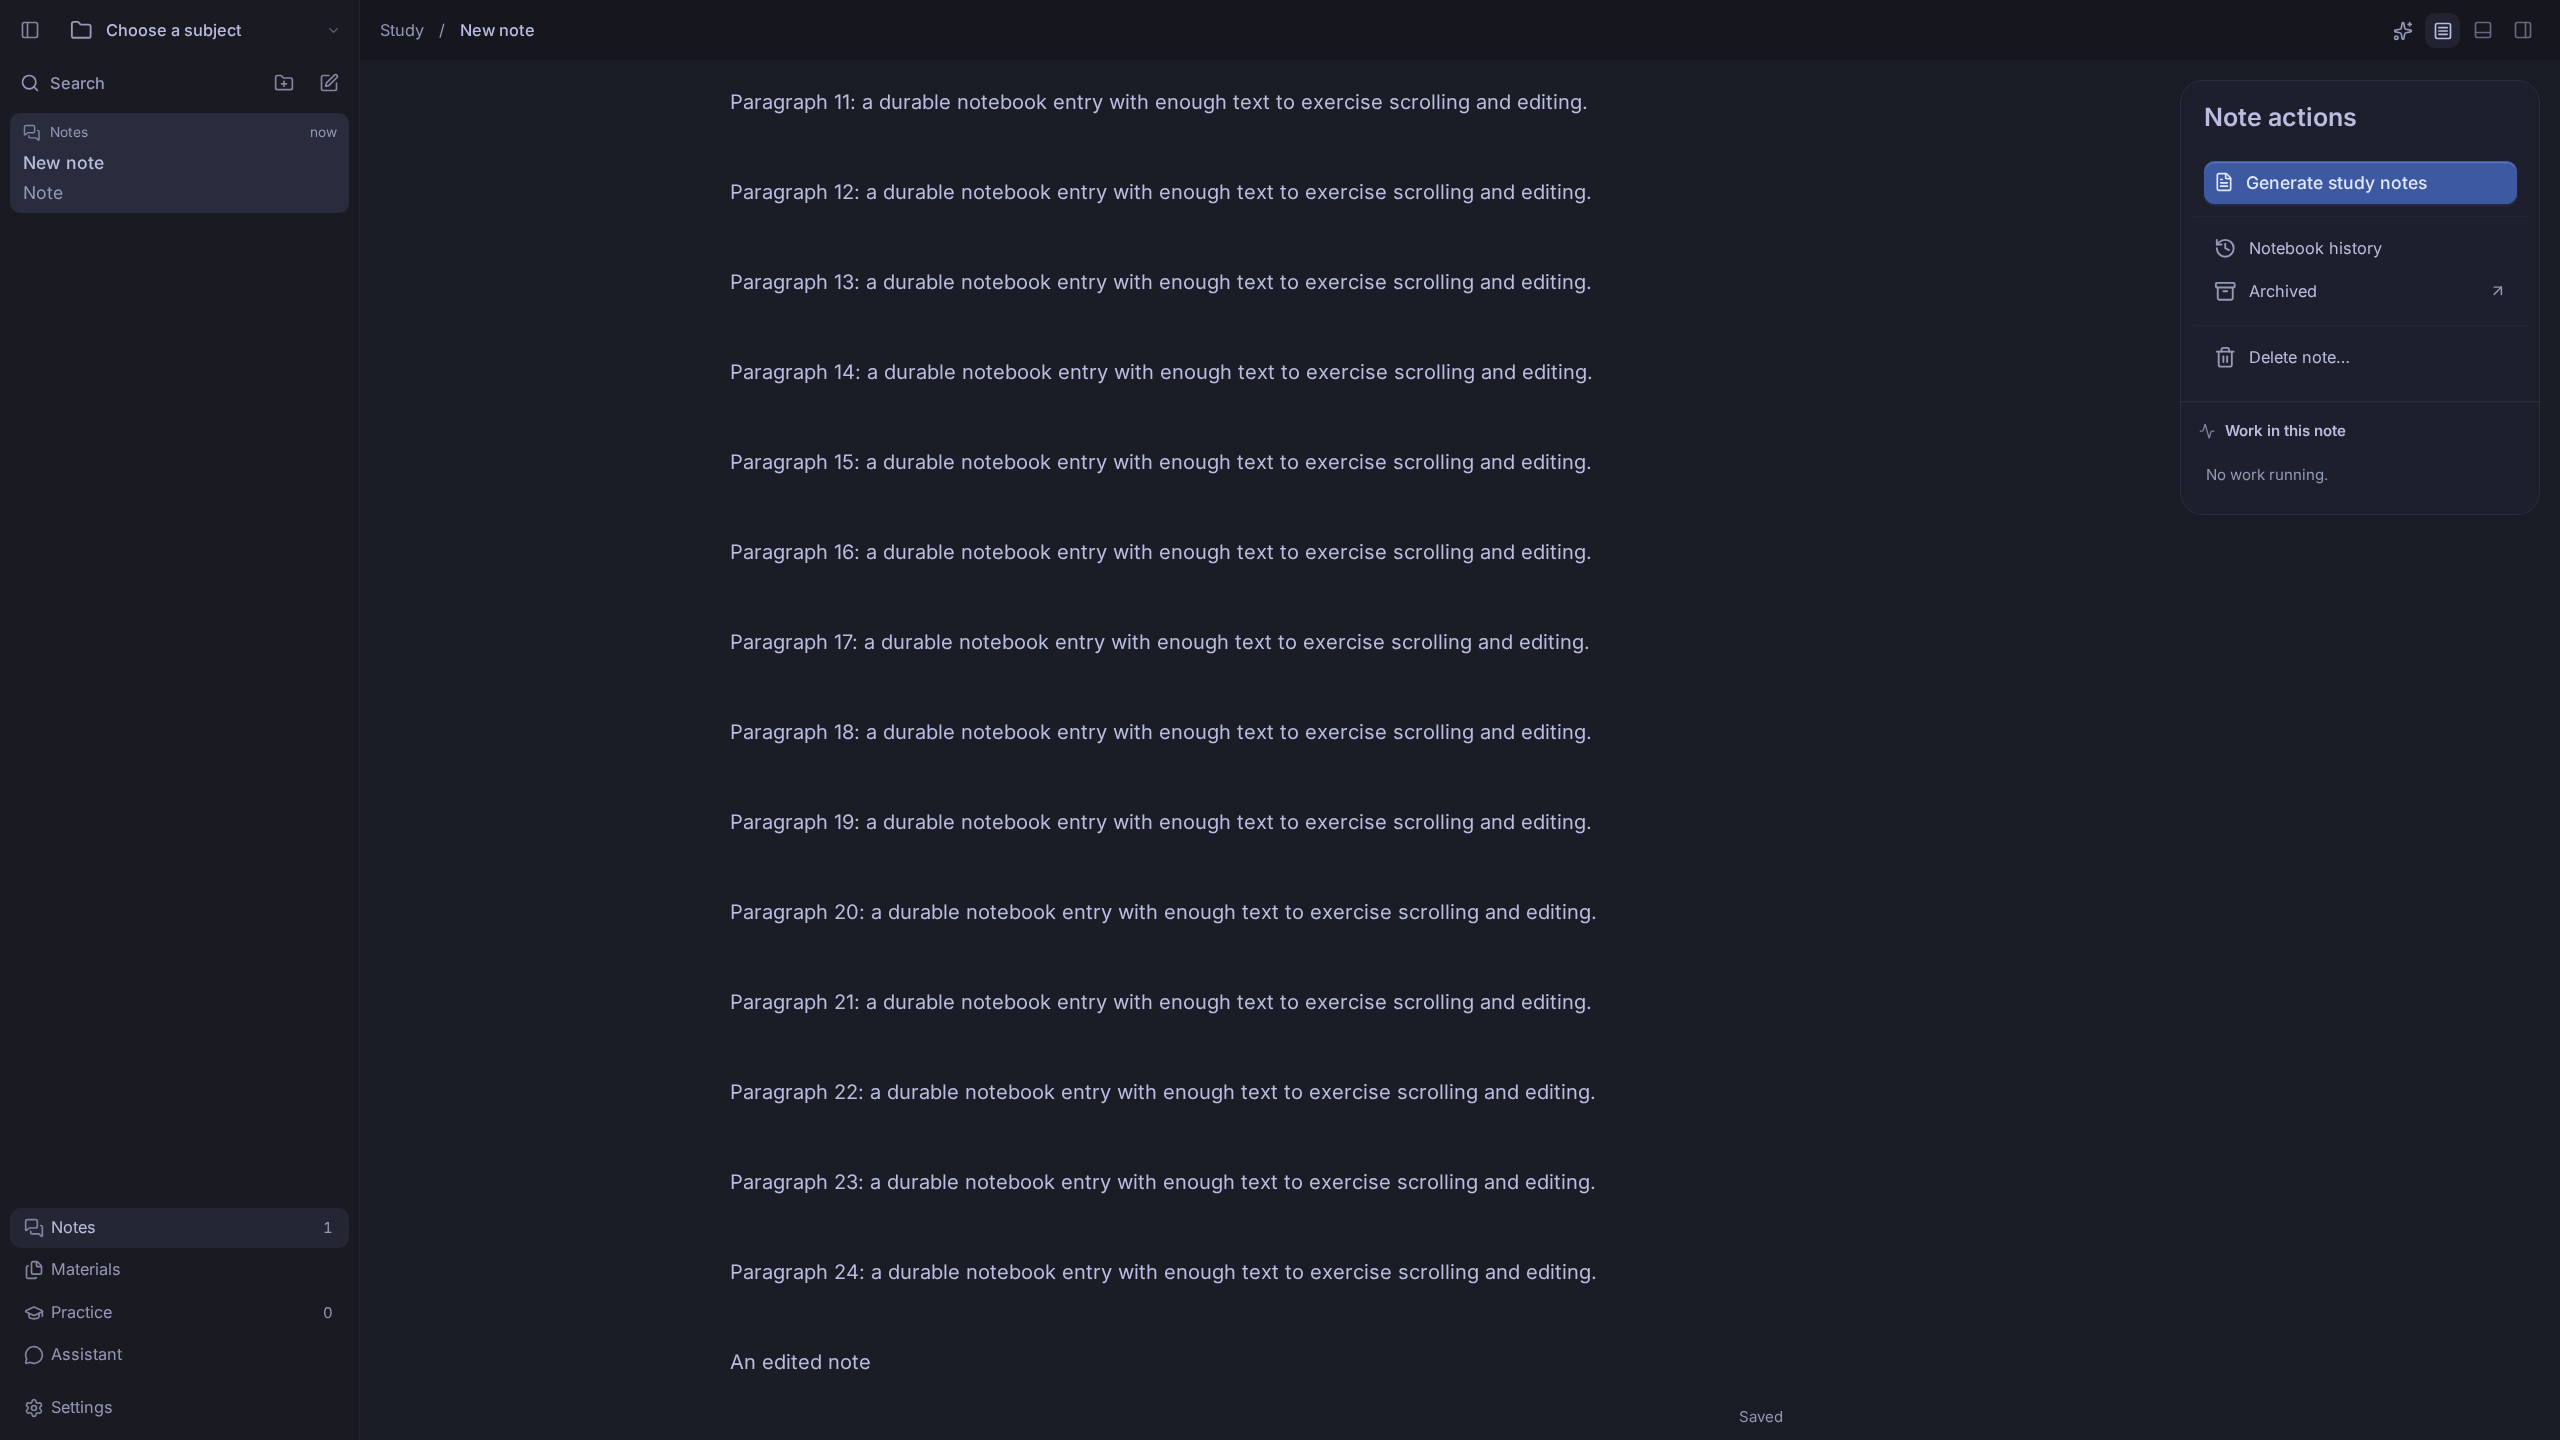 Choose a subject
Search
Notes now
New note
Note
Notes 1
Materials
Practice 0
Assistant
Settings
Study / New note
Paragraph 11: a durable notebook entry with enough text to exercise scrolling and editing.
Paragraph 12: a durable notebook entry with enough text to exercise scrolling and editing.
Paragraph 13: a durable notebook entry with enough text to exercise scrolling and editing.
Paragraph 14: a durable notebook entry with enough text to exercise scrolling and editing.
Paragraph 15: a durable notebook entry with enough text to exercise scrolling and editing.
Paragraph 16: a durable notebook entry with enough text to exercise scrolling and editing.
Paragraph 17: a durable notebook entry with enough text to exercise scrolling and editing.
Paragraph 18: a durable notebook entry with enough text to exercise scrolling and editing.
Paragraph 19: a durable notebook entry with enough text to exercise scrolling and editing.
Paragraph 20: a durable notebook entry with enough text to exercise scrolling and editing.
Paragraph 21: a durable notebook entry with enough text to exercise scrolling and editing.
Paragraph 22: a durable notebook entry with enough text to exercise scrolling and editing.
Paragraph 23: a durable notebook entry with enough text to exercise scrolling and editing.
Paragraph 24: a durable notebook entry with enough text to exercise scrolling and editing.
An edited note
Saved
Note actions
Generate study notes
Notebook history
Archived
Delete note...
Work in this note
No work running.